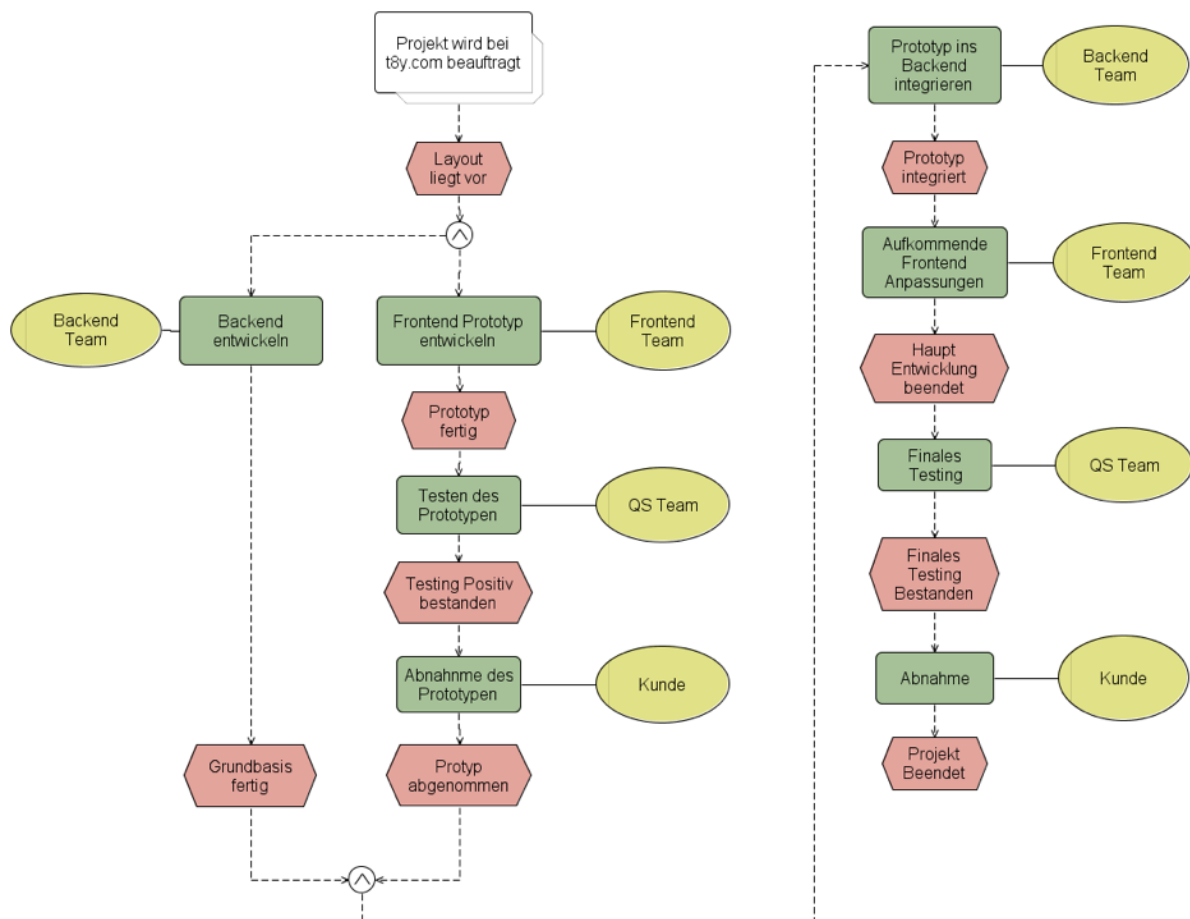 Projekt wird bei
t8y.com beauftragt
Layout
liegt vor
Backend
Team
Backend
entwickeln
Frontend Prototyp
entwickeln
Frontend
Team
Prototyp
fertig
Testen des
Prototypen
QS Team
Testing Positiv
bestanden
Abnahnme des
Prototypen
Kunde
Grundbasis
fertig
Protyp
abgenommen
Prototyp ins
Backend
integrieren
Backend
Team
Prototyp
integriert
Aufkommende
Frontend
Anpassungen
Frontend
Team
Haupt
Entwicklung
beendet
Finales
Testing
QS Team
Finales
Testing
Bestanden
Abnahme
Kunde
Projekt
Beendet